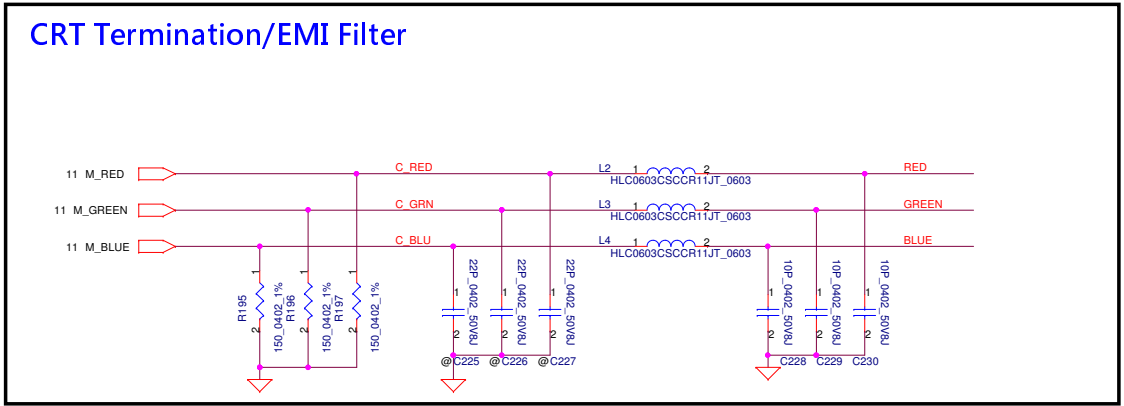 CRT Termination/EMI Filter
11 M_RED
C_RED
L2
1
2
RED
HLC0603CSCCR11JT_0603
11 M_GREEN
C_GRN
L3
1
2
GREEN
HLC0603CSCCR11JT_0603
11 M_BLUE
C_BLU
L4
1
2
BLUE
HLC0603CSCCR11JT_0603
1
2
R195
150_0402_1%
1
2
R196
150_0402_1%
1
2
R197
150_0402_1%
1
2
22P_0402_50V8J
@C225
1
2
22P_0402_50V8J
@C226
1
2
22P_0402_50V8J
@C227
1
2
10P_0402_50V8J
C228
1
2
10P_0402_50V8J
C229
1
2
10P_0402_50V8J
C230